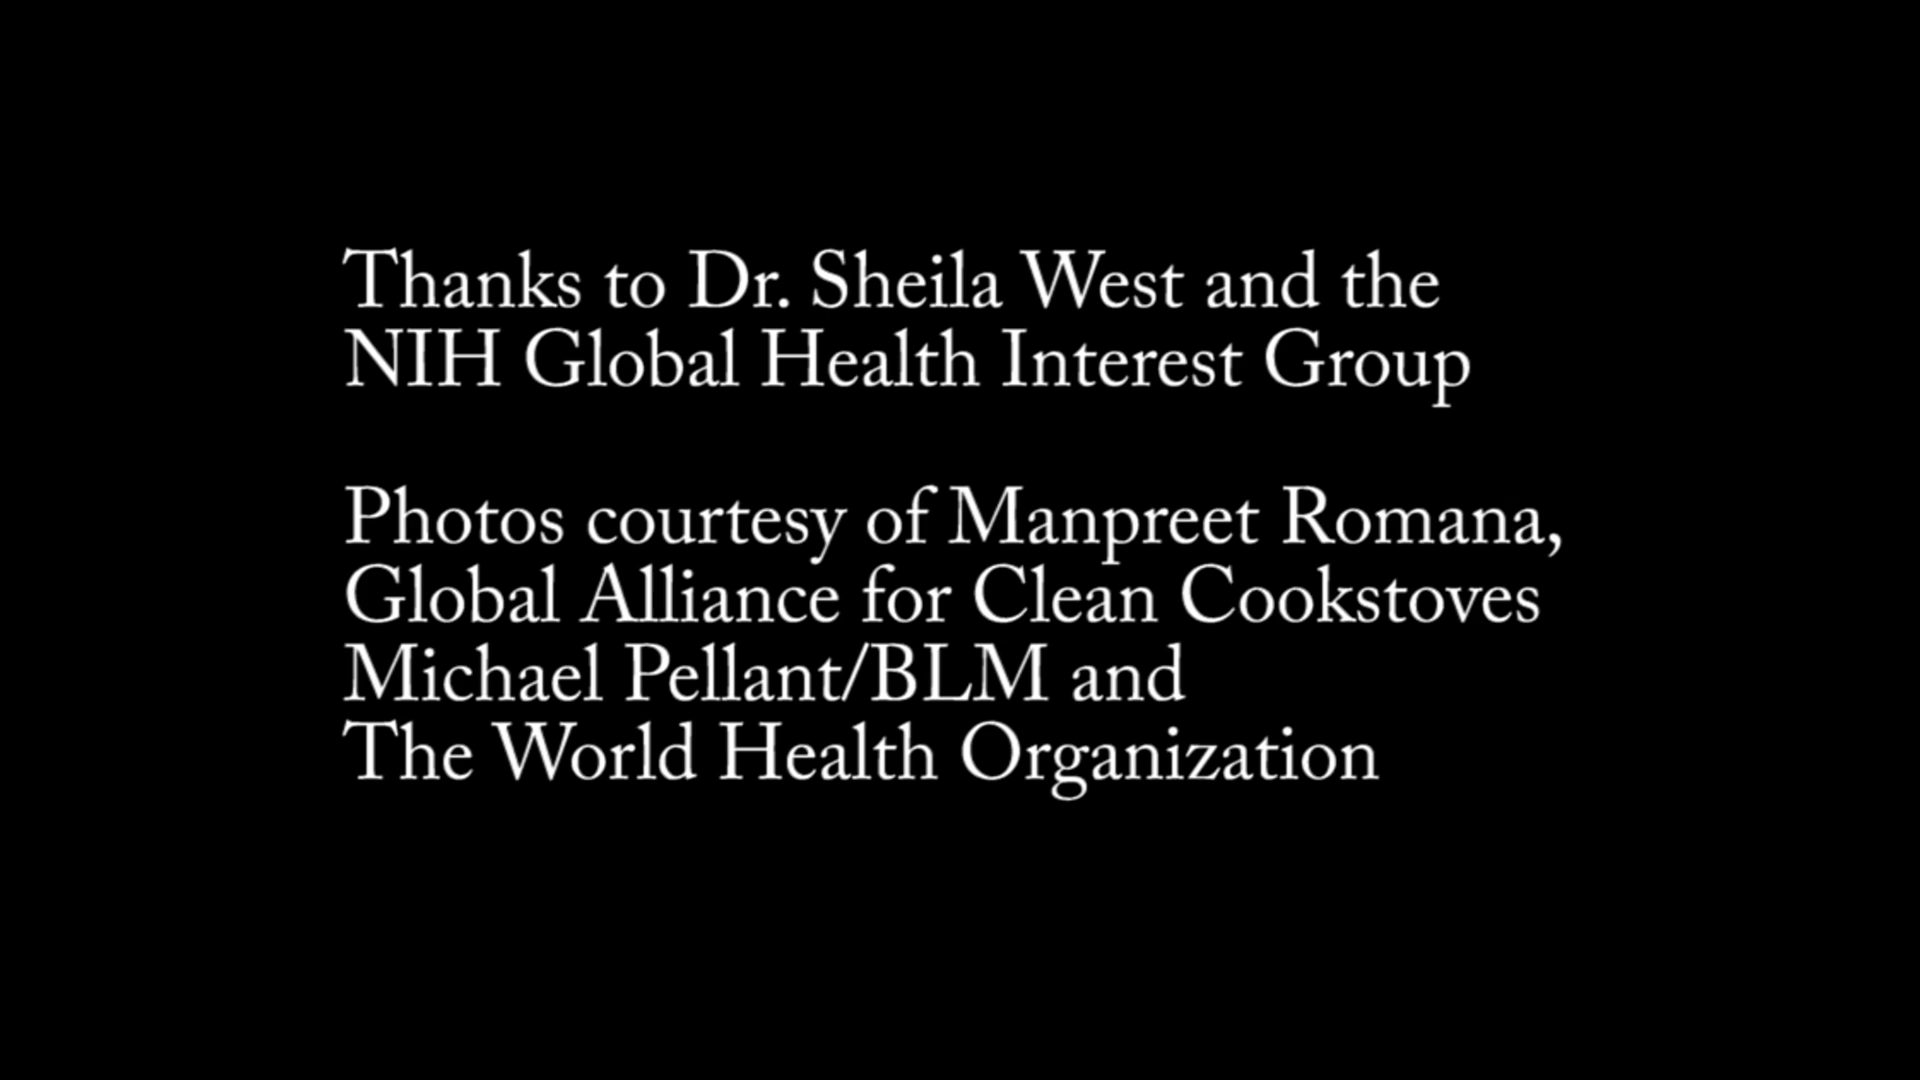 Thanks to Dr. Sheila West and the
NIH Global Health Interest Group
Photos courtesy of Manpreet Romana,
Global Alliance for Clean Cookstoves
Michael Pellant/BLM and
The World Health Organization